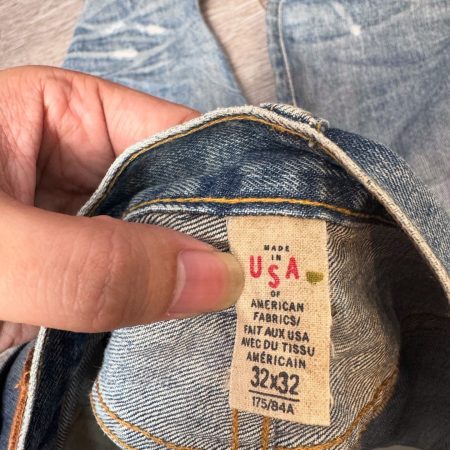 MADE
IN
USA
OF
AMERICAN
FABRICS/
FAIT AUX USA
AVEC DU TISSU
AMÉRICAIN
32x32
175/84A